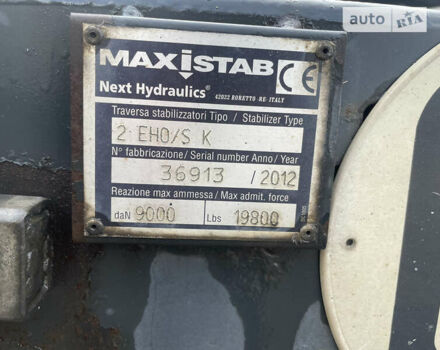 auto RIA
MAXISTAB CE
Next Hydraulics® 42022 BORETTO -RE- ITALY
Traversa stabilizzatori Tipo / Stabilizer Type
2 EHO/S K
N° fabbricazione / Serial number Anno / Year
36913 / 2012
Reazione max ammessa / Max admit. force
daN 9000 Lbs 19800